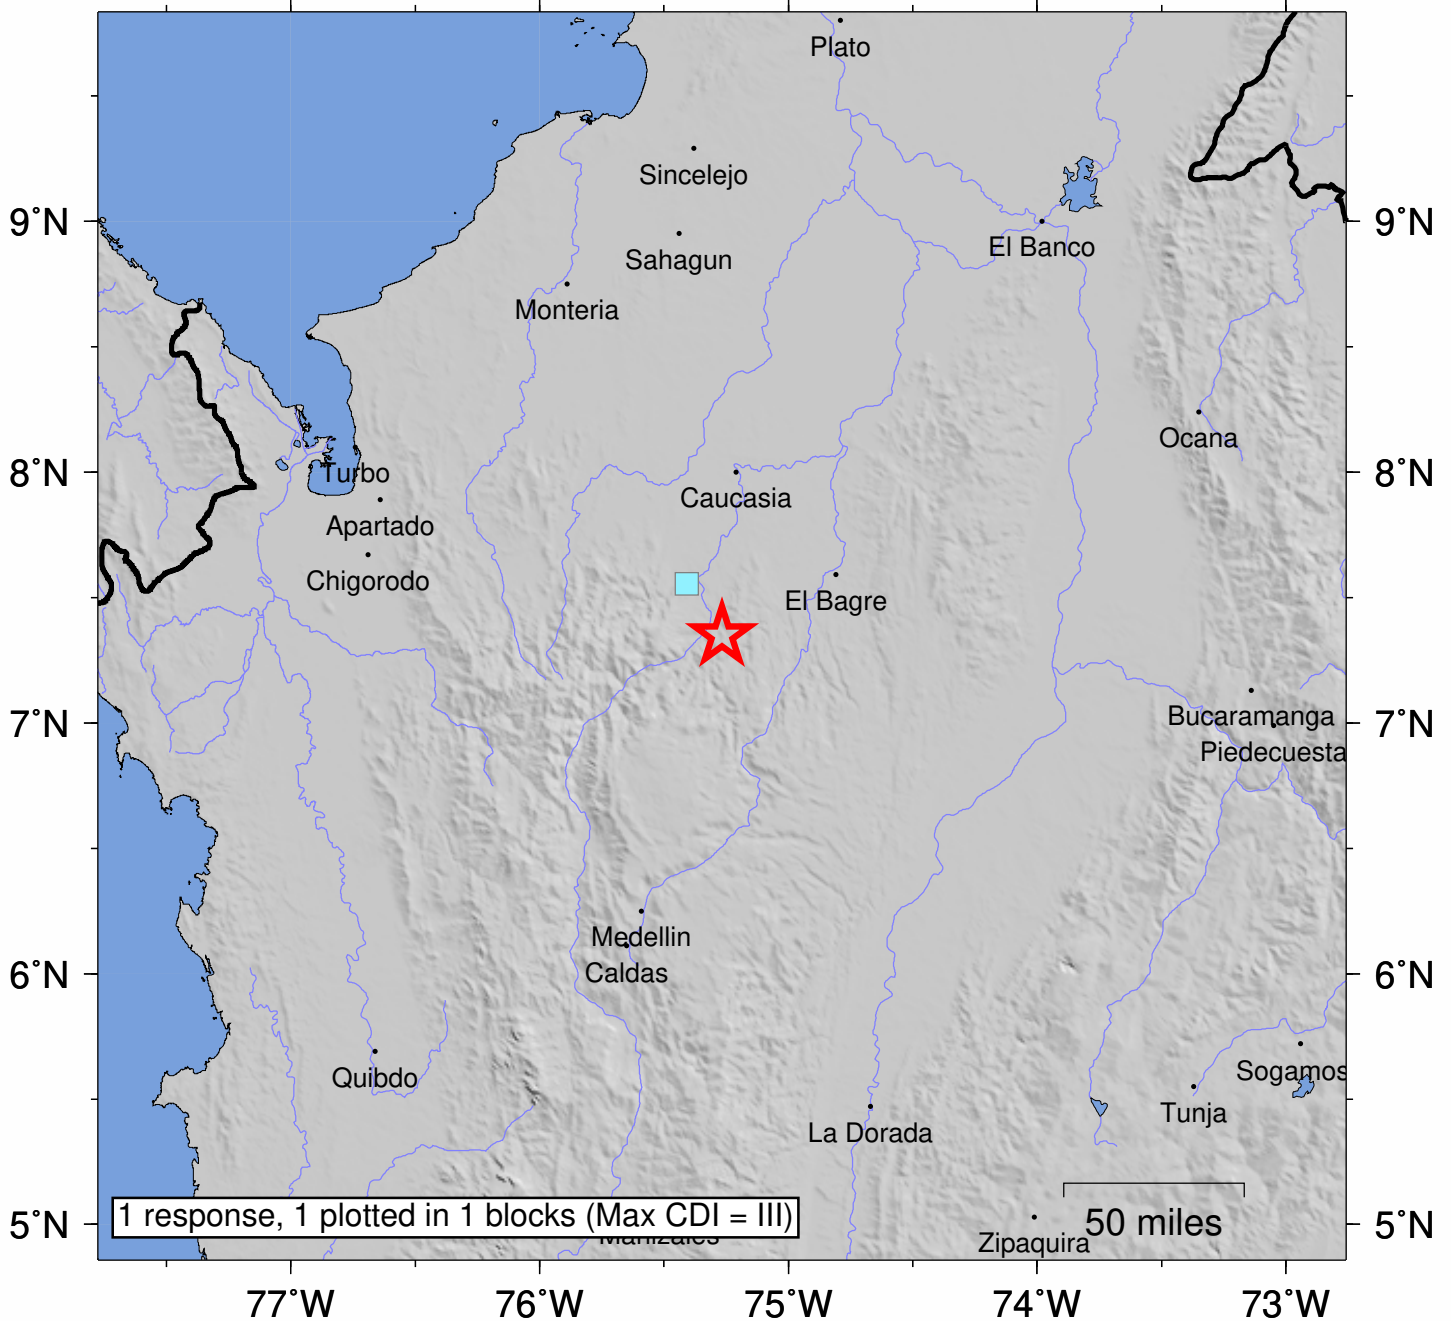 Plato
Sincelejo
9˚N
9˚N
Sahagun
El Banco
Monteria
Ocana
8˚N
Turbo
8˚N
Caucasia
Apartado
Chigorodo
El Bagre
7˚N
Bucaramanga
7˚N
Piedecuesta
Medellin
6˚N
Caldas
6˚N
Quibdo
Sogamos
Tunja
La Dorada
5˚N
1 response, 1 plotted in 1 blocks (Max CDI = III)
50 miles
5˚N
Manizales
Zipaquira
77˚W
76˚W
75˚W
74˚W
73˚W